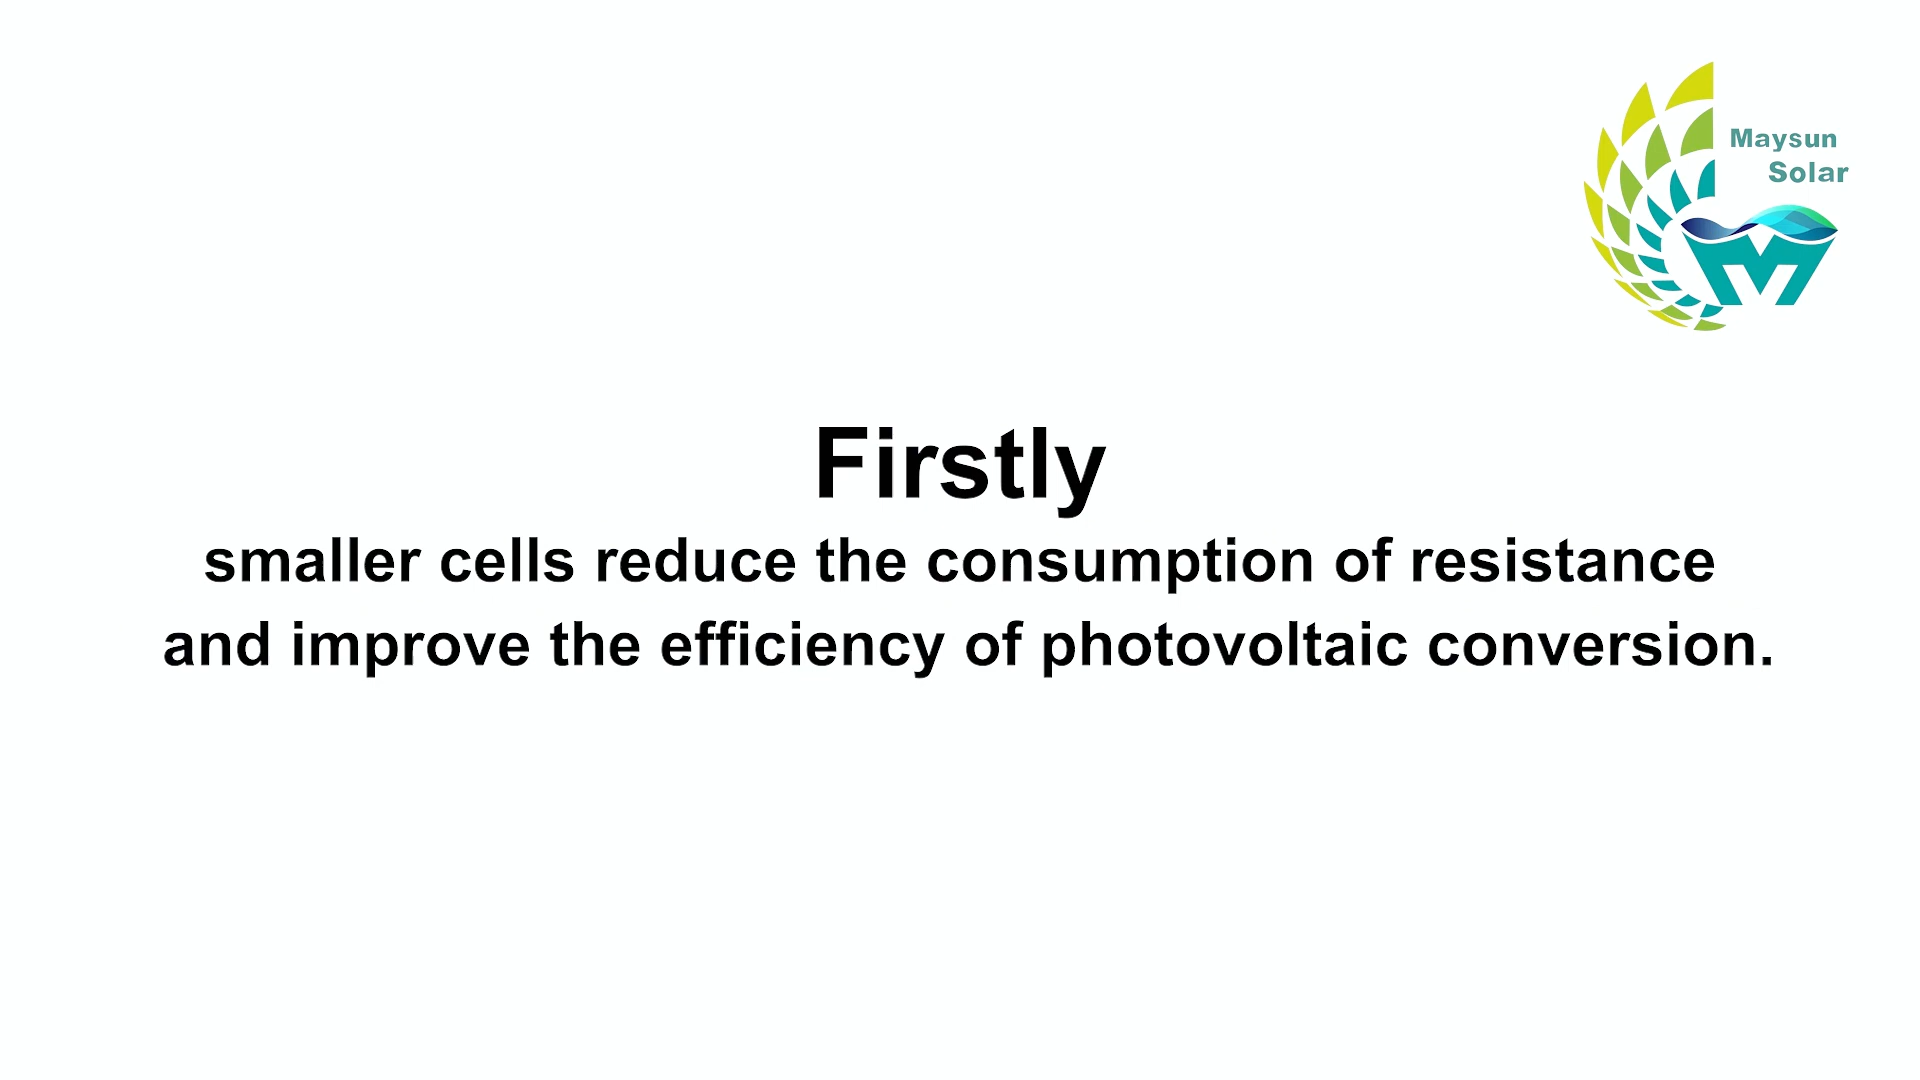 Maysun
Solar
Firstly
smaller cells reduce the consumption of resistance
and improve the efficiency of photovoltaic conversion.